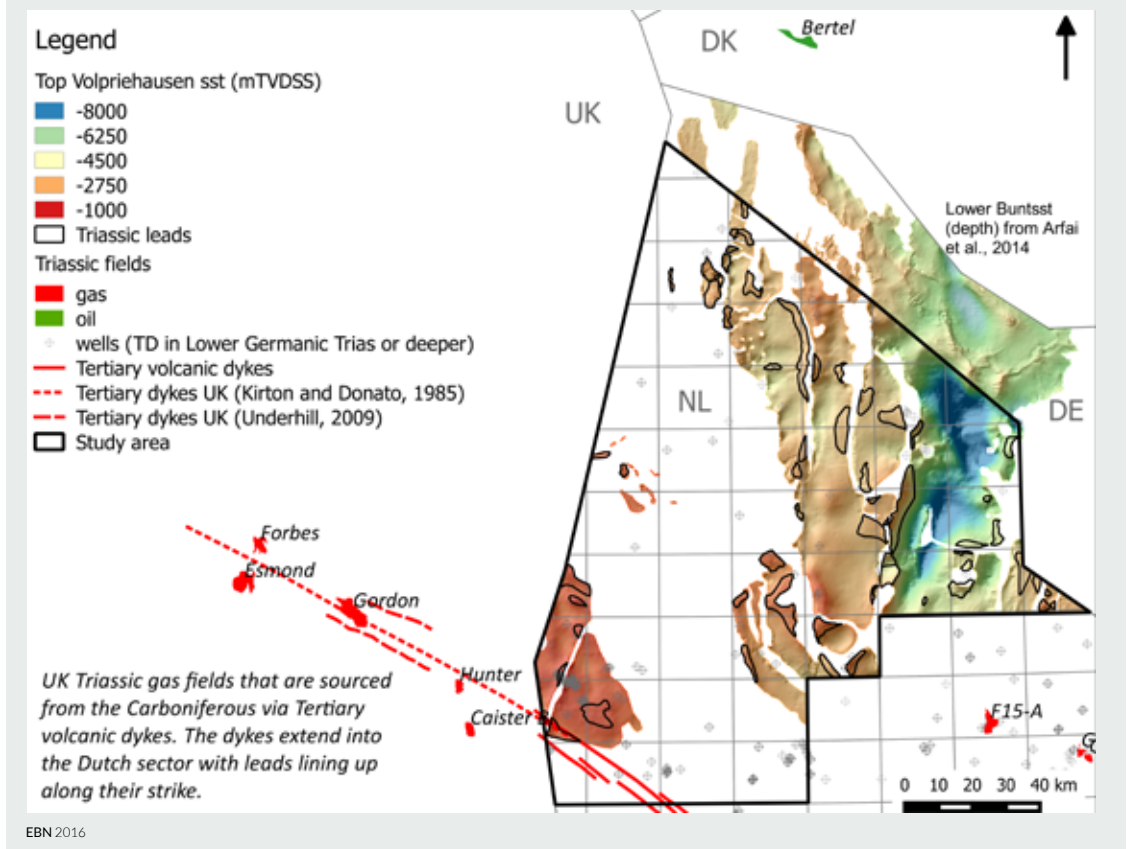 Legend
Top Volpriehausen sst (mTVDSS)
-8000
-6250
-4500
-2750
-1000
Triassic leads
Triassic fields
gas
oil
wells (TD in Lower Germanic Trias or deeper)
Tertiary volcanic dykes
Tertiary dykes UK (Kirton and Donato, 1985)
Tertiary dykes UK (Underhill, 2009)
Study area
DK
Bertel
UK
Lower Buntsst
(depth) from Arfai
et al., 2014
NL
DE
Forbes
Esmond
Gordon
Hunter
Caister B
F15-A
UK Triassic gas fields that are sourced
from the Carboniferous via Tertiary
volcanic dykes. The dykes extend into
the Dutch sector with leads lining up
along their strike.
0 10 20 30 40 km
EBN 2016